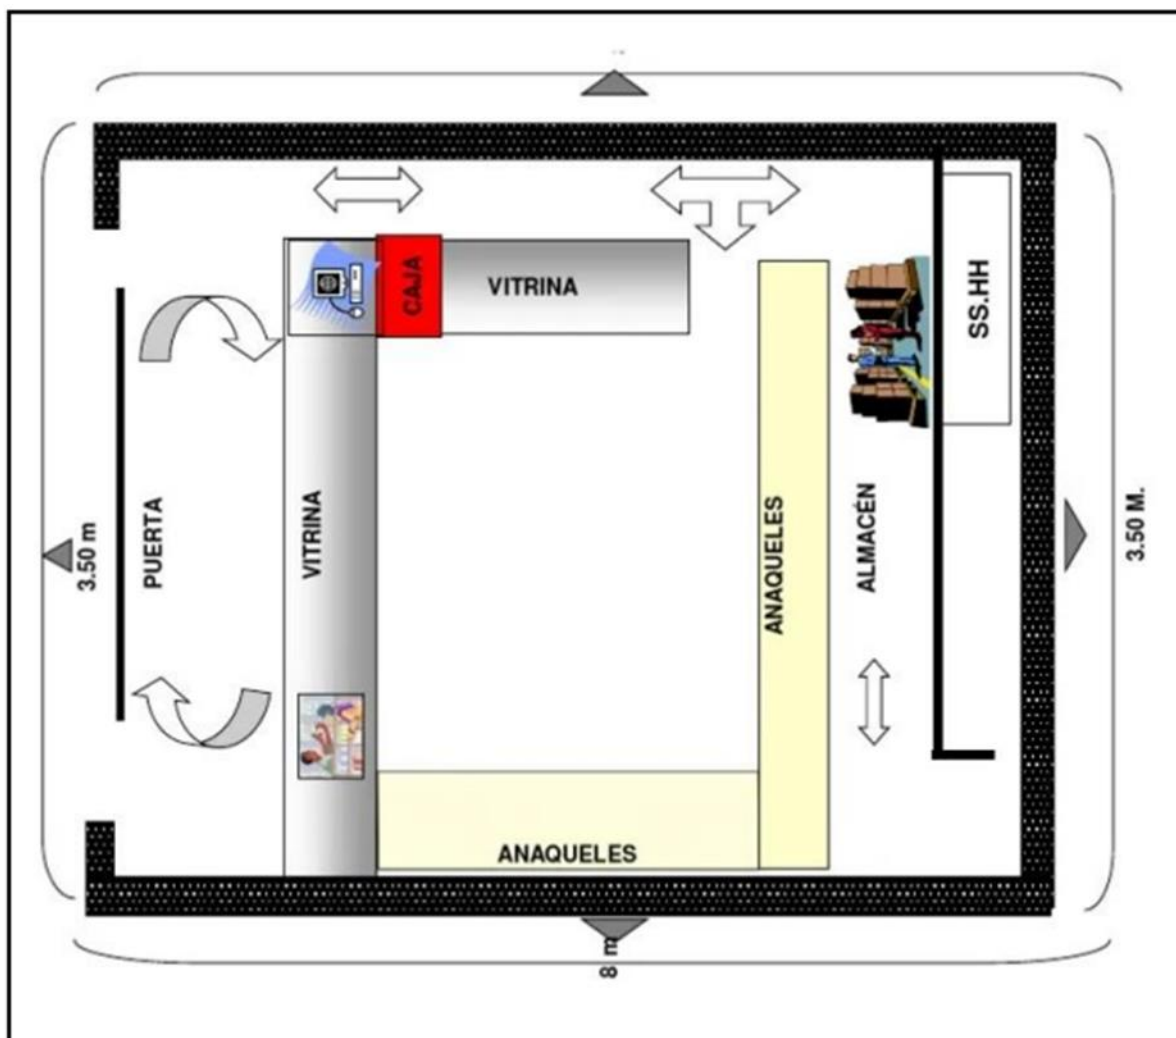 CAJA
VITRINA
SS.HH
3.50 m
PUERTA
VITRINA
ANAQUELES
ALMACÉN
3.50 M.
ANAQUELES
8 m